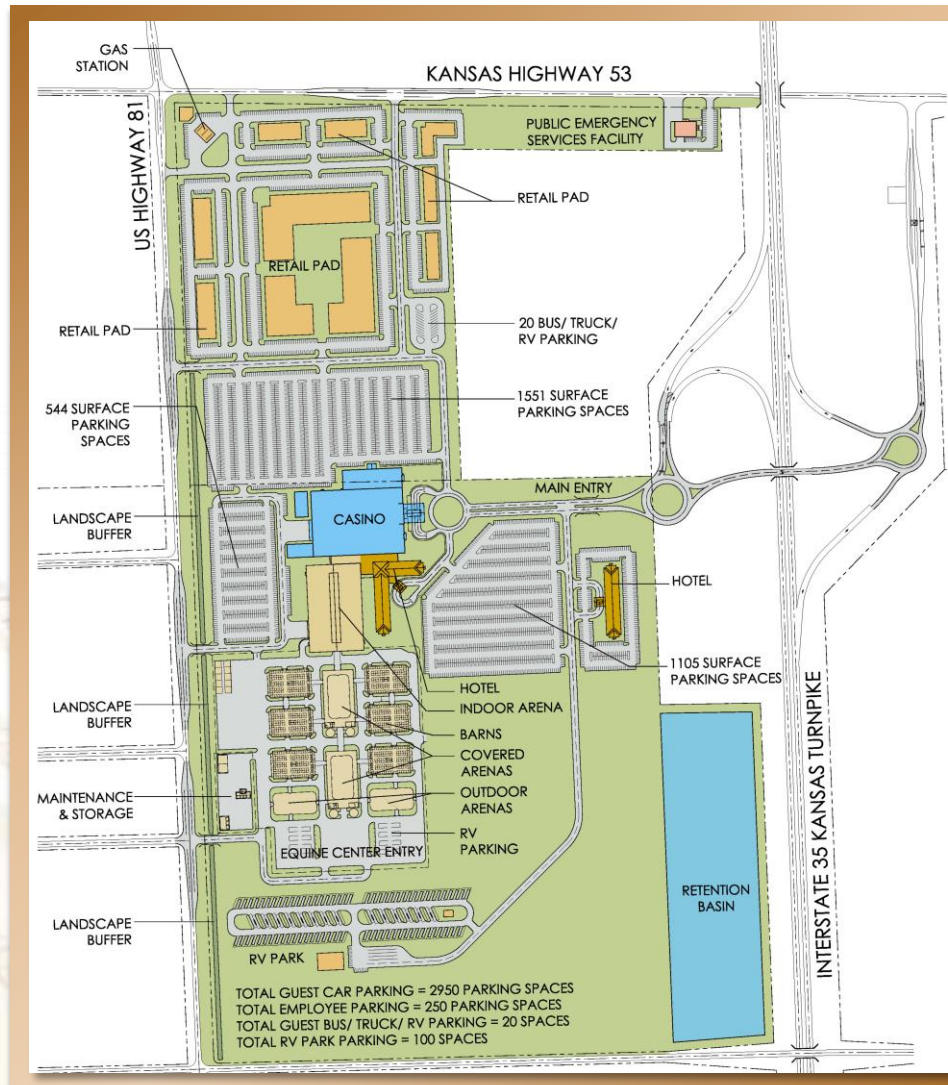 GAS
STATION
KANSAS HIGHWAY 53
US HIGHWAY 81
PUBLIC EMERGENCY
SERVICES FACILITY
RETAIL PAD
RETAIL PAD
RETAIL PAD
20 BUS/ TRUCK/
RV PARKING
544 SURFACE
PARKING
SPACES
1551 SURFACE
PARKING SPACES
MAIN ENTRY
LANDSCAPE
BUFFER
CASINO
HOTEL
1105 SURFACE
PARKING SPACES
LANDSCAPE
BUFFER
HOTEL
INDOOR ARENA
BARNS
COVERED
ARENAS
MAINTENANCE
& STORAGE
OUTDOOR
ARENAS
RV
PARKING
EQUINE CENTER ENTRY
INTERSTATE 35 KANSAS TURNPIKE
RETENTION
BASIN
LANDSCAPE
BUFFER
RV PARK
TOTAL GUEST CAR PARKING = 2950 PARKING SPACES
TOTAL EMPLOYEE PARKING = 250 PARKING SPACES
TOTAL GUEST BUS/ TRUCK/ RV PARKING = 20 SPACES
TOTAL RV PARK PARKING = 100 SPACES